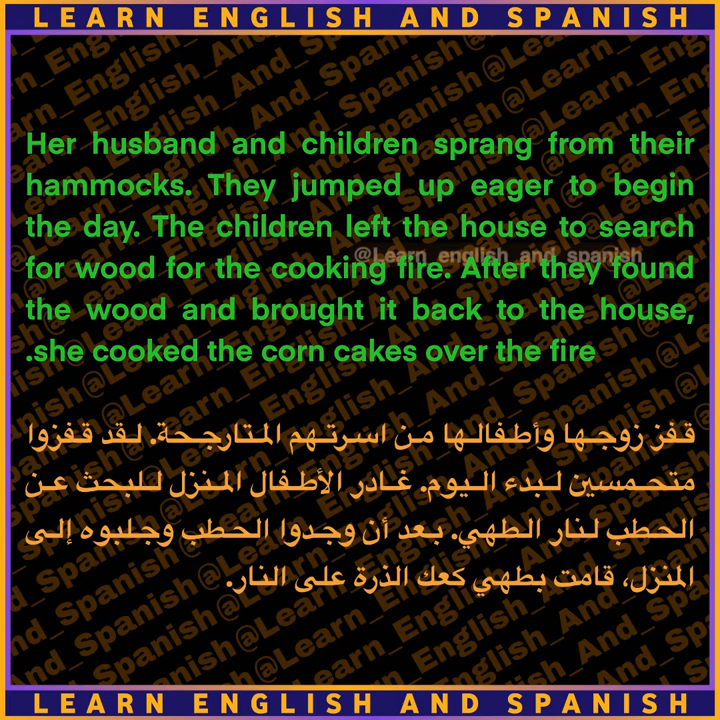 LEARN ENGLISH AND SPANISH
Her husband and children sprang from their
hammocks. They jumped up eager to begin
the day. The children left the house to search
@Learn_english_and_spanish
for wood for the cooking fire. After they found
the wood and brought it back to the house,
.she cooked the corn cakes over the fire
قفز زوجها وأطفالها من اسرتهم المتارجحة. لقد قفزوا
متحمسين لبدء اليوم. غادر الأطفال المنزل للبحث عن
الحطب لنار الطهي. بعد أن وجدوا الحطب وجلبوه إلى
المنزل، قامت بطهي كعك الذرة على النار.
LEARN ENGLISH AND SPANISH